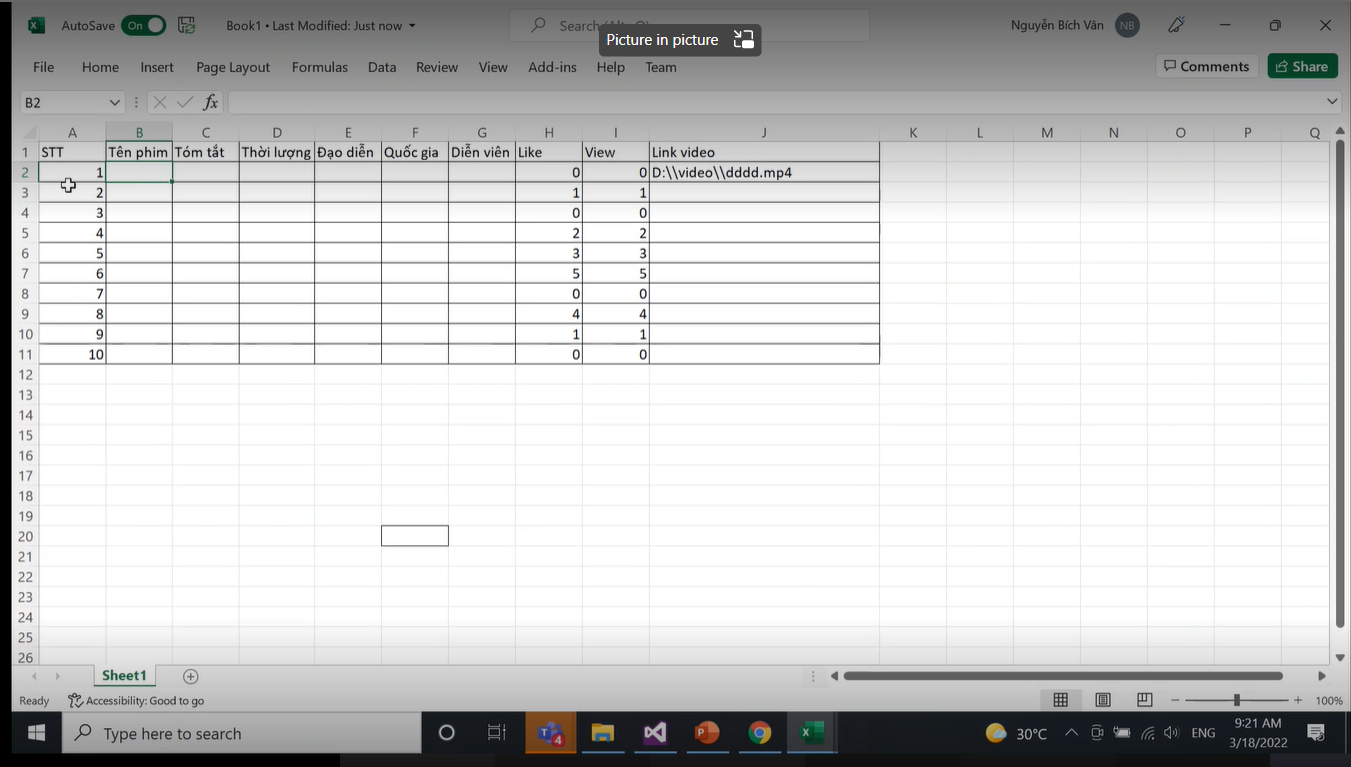 AutoSave On Book1 • Last Modified: Just now Search (Alt+Q) Nguyễn Bích Vân NB
Picture in picture
File Home Insert Page Layout Formulas Data Review View Add-ins Help Team Comments Share
B2 fx
A B C D E F G H I J K L M N O P Q
1 STT Tên phim Tóm tắt Thời lượng Đạo diễn Quốc gia Diễn viên Like View Link video
2 1 0 0 D:\\video\\dddd.mp4
3 2 1 1
4 3 0 0
5 4 2 2
6 5 3 3
7 6 5 5
8 7 0 0
9 8 4 4
10 9 1 1
11 10 0 0
12
13
14
15
16
17
18
19
20
21
22
23
24
25
26
Sheet1
Ready Accessibility: Good to go 100%
Type here to search 4 30°C ENG 9:21 AM
3/18/2022